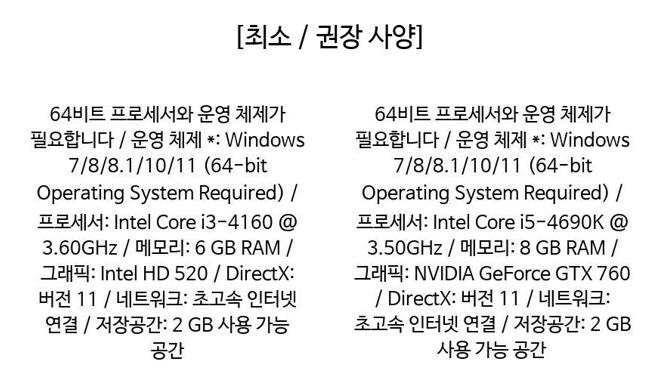 [최소 / 권장 사양]
64비트 프로세서와 운영 체제가
필요합니다 / 운영 체제 *: Windows
7/8/8.1/10/11 (64-bit
Operating System Required) /
프로세서: Intel Core i3-4160 @
3.60GHz / 메모리: 6 GB RAM /
그래픽: Intel HD 520 / DirectX:
버전 11 / 네트워크: 초고속 인터넷
연결 / 저장공간: 2 GB 사용 가능
공간
64비트 프로세서와 운영 체제가
필요합니다 / 운영 체제 *: Windows
7/8/8.1/10/11 (64-bit
Operating System Required) /
프로세서: Intel Core i5-4690K @
3.50GHz / 메모리: 8 GB RAM /
그래픽: NVIDIA GeForce GTX 760
/ DirectX: 버전 11 / 네트워크:
초고속 인터넷 연결 / 저장공간: 2 GB
사용 가능 공간